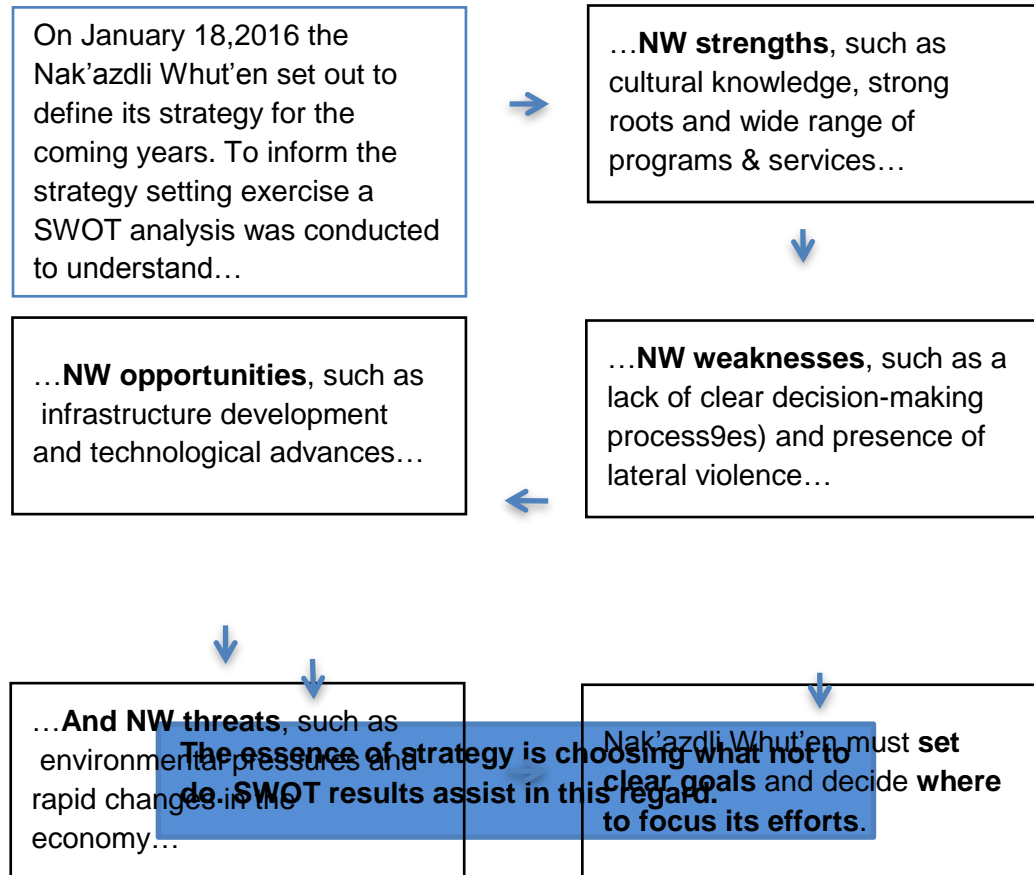 On January 18,2016 the
Nak’azdli Whut’en set out to
define its strategy for the
coming years. To inform the
strategy setting exercise a
SWOT analysis was conducted
to understand…
…NW strengths, such as
cultural knowledge, strong
roots and wide range of
programs & services…
…NW weaknesses, such as a
lack of clear decision-making
process9es) and presence of
lateral violence…
…NW opportunities, such as
infrastructure development
and technological advances…
…And NW threats, such as
environmental pressures and
rapid changes in the
economy…
Nak’azdli Whut’en must set
clear goals and decide where
to focus its efforts.
The essence of strategy is choosing what not to
do. SWOT results assist in this regard.